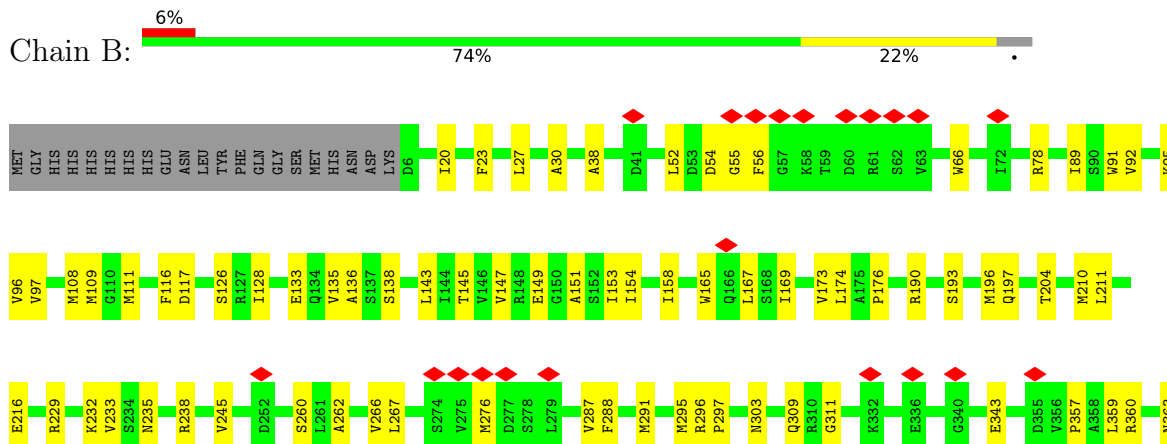 6%
Chain B:
74% 22% •
MET GLY HIS HIS HIS HIS HIS HIS GLU ASN LEU TYR PHE GLN GLY SER MET HIS ASN ASP LYS D6 I20 F23 L27 A30 A38 D41 L52 D53 D54 G55 F56 G57 K58 T59 D60 R61 S62 V63 W66 I72 R78 I89 S90 W91 V92
V96 V97 M108 M109 G110 M111 F116 D117 S126 R127 I128 E133 Q134 V135 A136 S137 S138 L143 I144 T145 V146 V147 R148 E149 G150 A151 S152 I153 I154 I158 W165 Q166 L167 S168 I169 V173 L174 A175 P176 R190 S193 M196 Q197 T204 M210 L211
E216 R229 K232 V233 S234 N235 R238 V245 D252 S260 L261 A262 V266 L267 S274 V275 M276 D277 S278 L279 V287 F288 M291 M295 R296 P297 N303 Q309 R310 G311 K332 E336 G340 E343 D355 V356 P357 A358 L359 R360